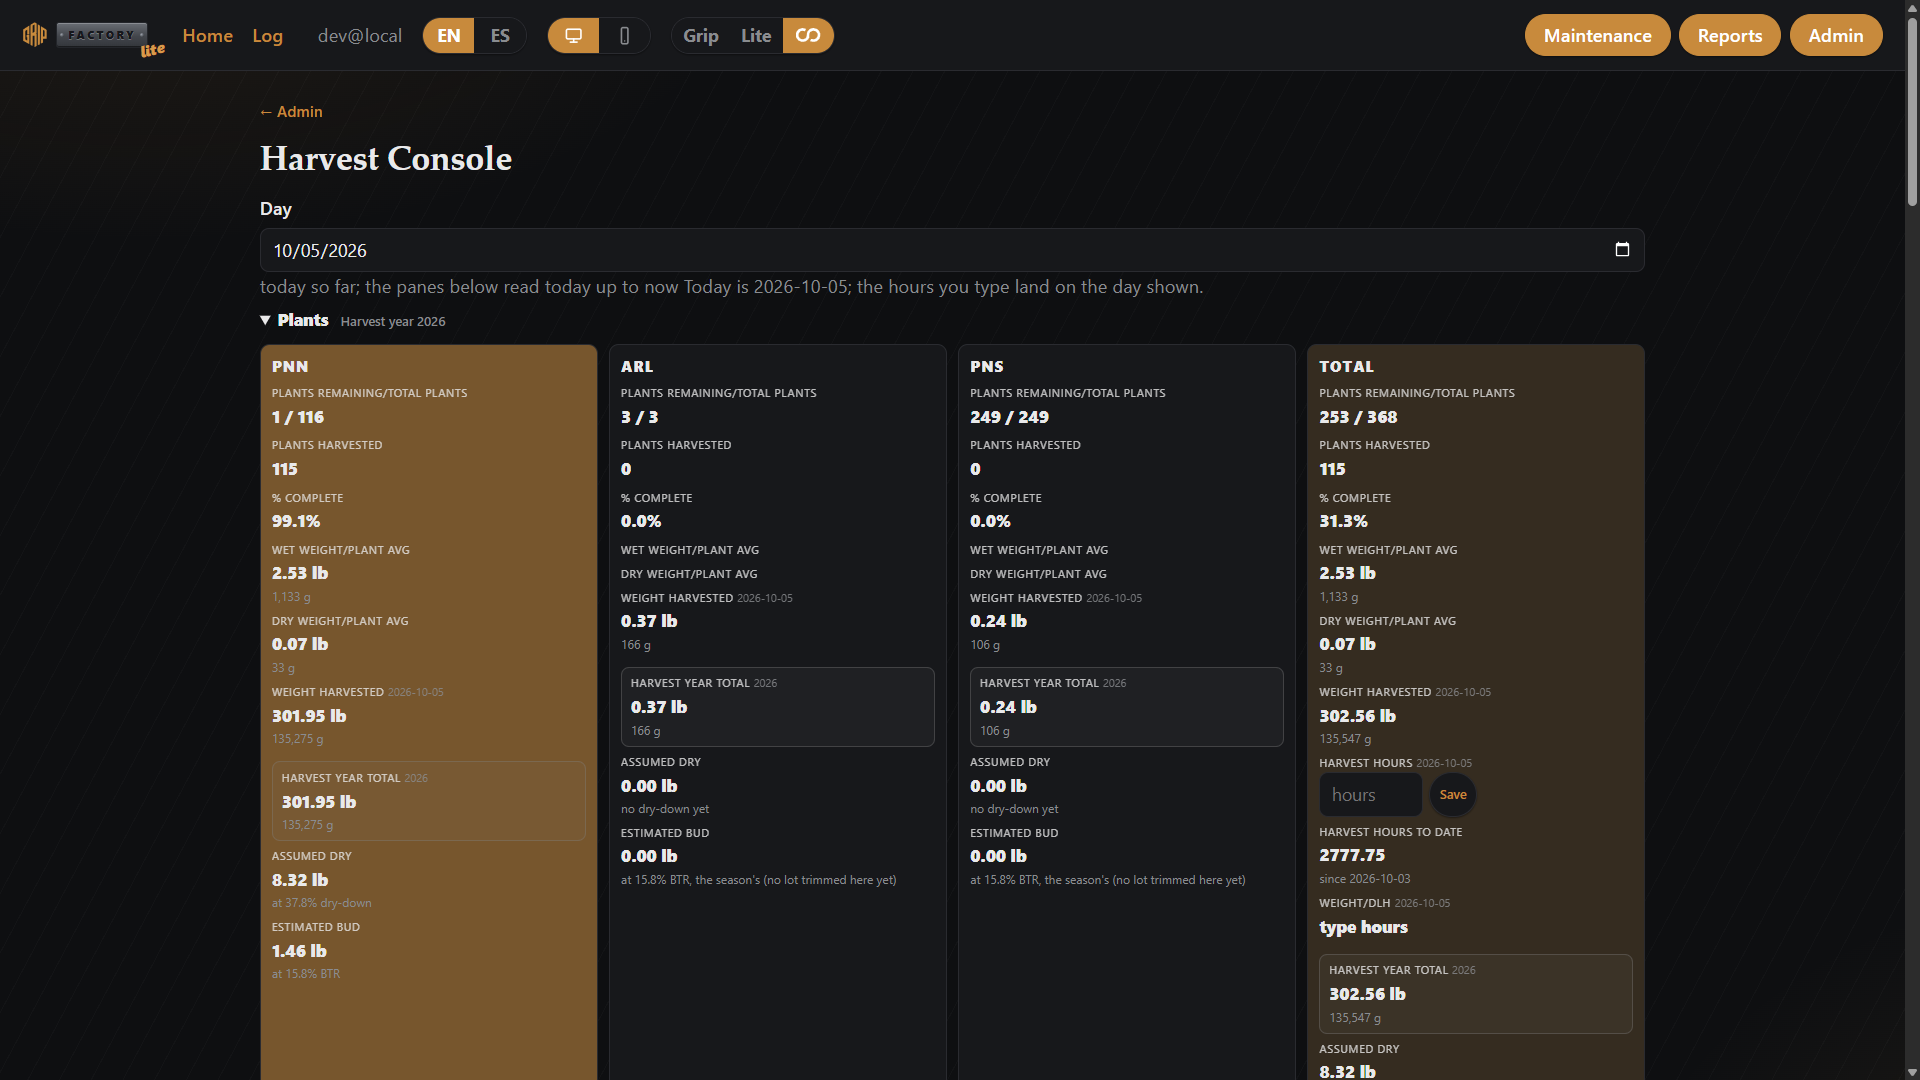 GRIP FACTORY lite
Home
Log
dev@local
EN
ES
Grip
Lite
Maintenance
Reports
Admin
← Admin
Harvest Console
Day
10/05/2026
today so far; the panes below read today up to now Today is 2026-10-05; the hours you type land on the day shown.
▼ Plants Harvest year 2026
PNN
PLANTS REMAINING/TOTAL PLANTS
1 / 116
PLANTS HARVESTED
115
% COMPLETE
99.1%
WET WEIGHT/PLANT AVG
2.53 lb
1,133 g
DRY WEIGHT/PLANT AVG
0.07 lb
33 g
WEIGHT HARVESTED 2026-10-05
301.95 lb
135,275 g
HARVEST YEAR TOTAL 2026
301.95 lb
135,275 g
ASSUMED DRY
8.32 lb
at 37.8% dry-down
ESTIMATED BUD
1.46 lb
at 15.8% BTR
ARL
PLANTS REMAINING/TOTAL PLANTS
3 / 3
PLANTS HARVESTED
0
% COMPLETE
0.0%
WET WEIGHT/PLANT AVG
DRY WEIGHT/PLANT AVG
WEIGHT HARVESTED 2026-10-05
0.37 lb
166 g
HARVEST YEAR TOTAL 2026
0.37 lb
166 g
ASSUMED DRY
0.00 lb
no dry-down yet
ESTIMATED BUD
0.00 lb
at 15.8% BTR, the season's (no lot trimmed here yet)
PNS
PLANTS REMAINING/TOTAL PLANTS
249 / 249
PLANTS HARVESTED
0
% COMPLETE
0.0%
WET WEIGHT/PLANT AVG
DRY WEIGHT/PLANT AVG
WEIGHT HARVESTED 2026-10-05
0.24 lb
106 g
HARVEST YEAR TOTAL 2026
0.24 lb
106 g
ASSUMED DRY
0.00 lb
no dry-down yet
ESTIMATED BUD
0.00 lb
at 15.8% BTR, the season's (no lot trimmed here yet)
TOTAL
PLANTS REMAINING/TOTAL PLANTS
253 / 368
PLANTS HARVESTED
115
% COMPLETE
31.3%
WET WEIGHT/PLANT AVG
2.53 lb
1,133 g
DRY WEIGHT/PLANT AVG
0.07 lb
33 g
WEIGHT HARVESTED 2026-10-05
302.56 lb
135,547 g
HARVEST HOURS 2026-10-05
hours
Save
HARVEST HOURS TO DATE
2777.75
since 2026-10-03
WEIGHT/DLH 2026-10-05
type hours
HARVEST YEAR TOTAL 2026
302.56 lb
135,547 g
ASSUMED DRY
8.32 lb